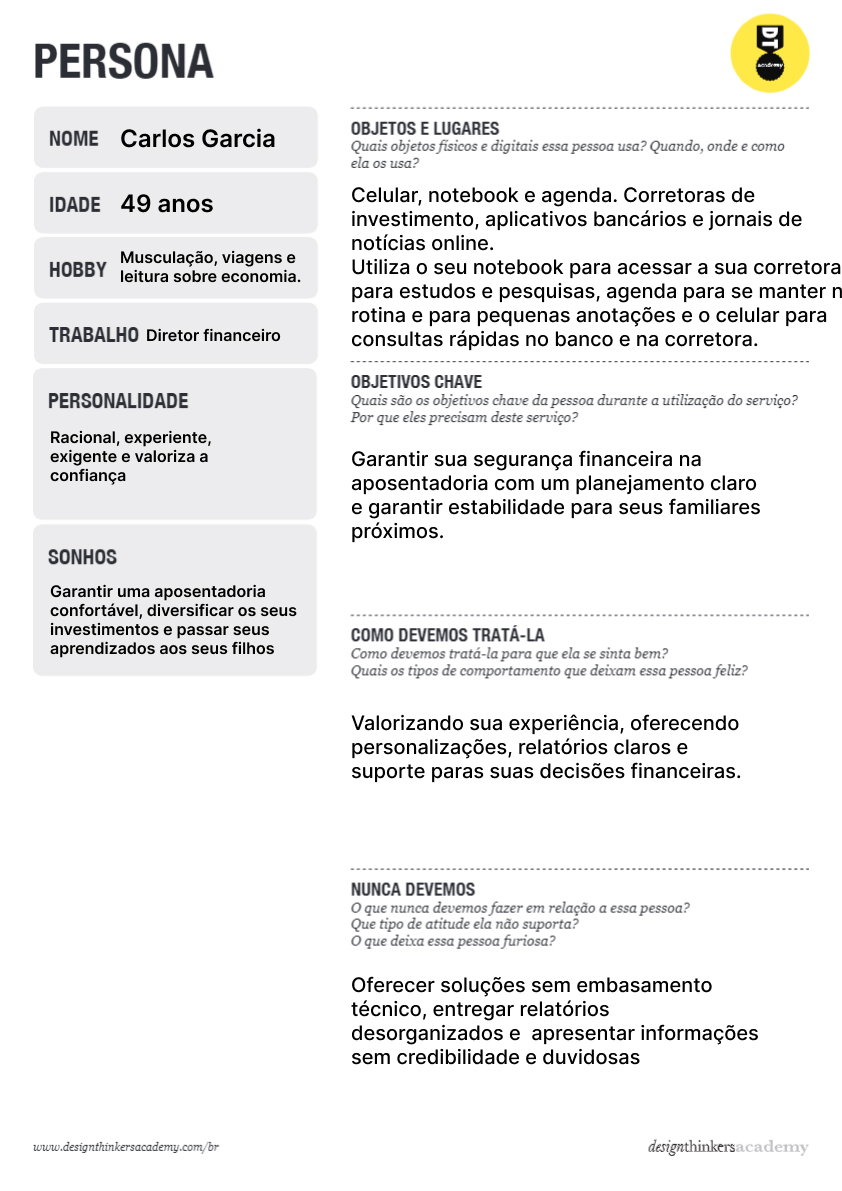 PERSONA
DT
academy
NOME Carlos Garcia
IDADE 49 anos
HOBBY Musculação, viagens e
leitura sobre economia.
TRABALHO Diretor financeiro
PERSONALIDADE
Racional, experiente,
exigente e valoriza a
confiança
SONHOS
Garantir uma aposentadoria
confortável, diversificar os seus
investimentos e passar seus
aprendizados aos seus filhos
OBJETOS E LUGARES
Quais objetos físicos e digitais essa pessoa usa? Quando, onde e como
ela os usa?
Celular, notebook e agenda. Corretoras de
investimento, aplicativos bancários e jornais de
notícias online.
Utiliza o seu notebook para acessar a sua corretora
para estudos e pesquisas, agenda para se manter n
rotina e para pequenas anotações e o celular para
consultas rápidas no banco e na corretora.
OBJETIVOS CHAVE
Quais são os objetivos chave da pessoa durante a utilização do serviço?
Por que eles precisam deste serviço?
Garantir sua segurança financeira na
aposentadoria com um planejamento claro
e garantir estabilidade para seus familiares
próximos.
COMO DEVEMOS TRATÁ-LA
Como devemos tratá-la para que ela se sinta bem?
Quais os tipos de comportamento que deixam essa pessoa feliz?
Valorizando sua experiência, oferecendo
personalizações, relatórios claros e
suporte paras suas decisões financeiras.
NUNCA DEVEMOS
O que nunca devemos fazer em relação a essa pessoa?
Que tipo de atitude ela não suporta?
O que deixa essa pessoa furiosa?
Oferecer soluções sem embasamento
técnico, entregar relatórios
desorganizados e  apresentar informações
sem credibilidade e duvidosas
www.designthinkersacademy.com/br
designthinkersacademy